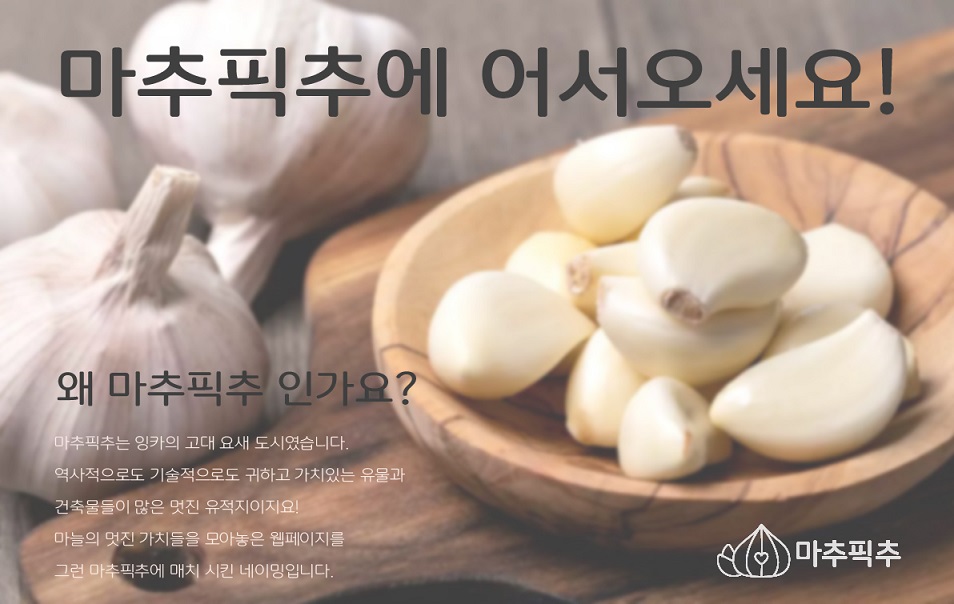 마추픽추에 어서오세요!
왜 마추픽추 인가요?
마추픽추는 잉카의 고대 요새 도시였습니다.
역사적으로도 기술적으로도 귀하고 가치있는 유물과
건축물들이 많은 멋진 유적지이지요!
마늘의 멋진 가치들을 모아놓은 웹페이지를
그런 마추픽추에 매치 시킨 네이밍입니다.
마추픽추